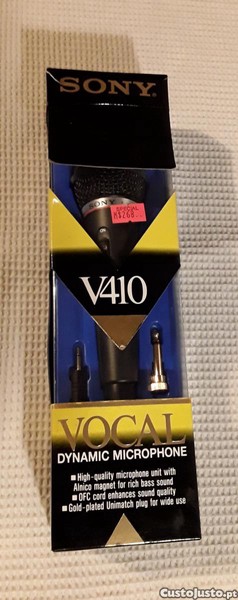 SONY
SONY
SPECIAL
V410
VOCAL
DYNAMIC MICROPHONE
■ High-quality microphone unit with
Alnico magnet for rich bass sound
■ OFC cord enhances sound quality
■ Gold-plated Unimatch plug for wide use
CustoJusto.pt